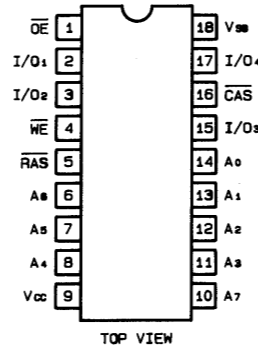 OE 1 18 Vss
I/O1 2 17 I/O4
I/O2 3 16 CAS
WE 4 15 I/O3
RAS 5 14 A0
A6 6 13 A1
A5 7 12 A2
A4 8 11 A3
Vcc 9 10 A7
TOP VIEW